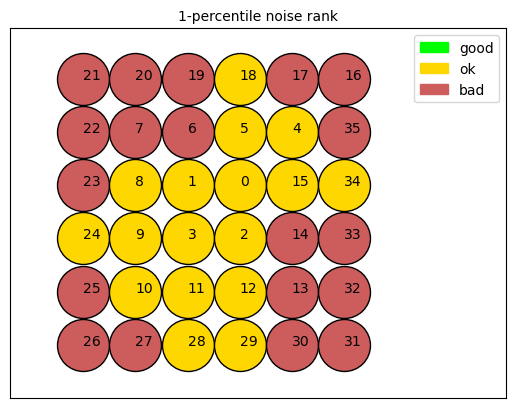 1-percentile noise rank
good
ok
bad
21 20 19 18 17 16
22 7 6 5 4 35
23 8 1 0 15 34
24 9 3 2 14 33
25 10 11 12 13 32
26 27 28 29 30 31